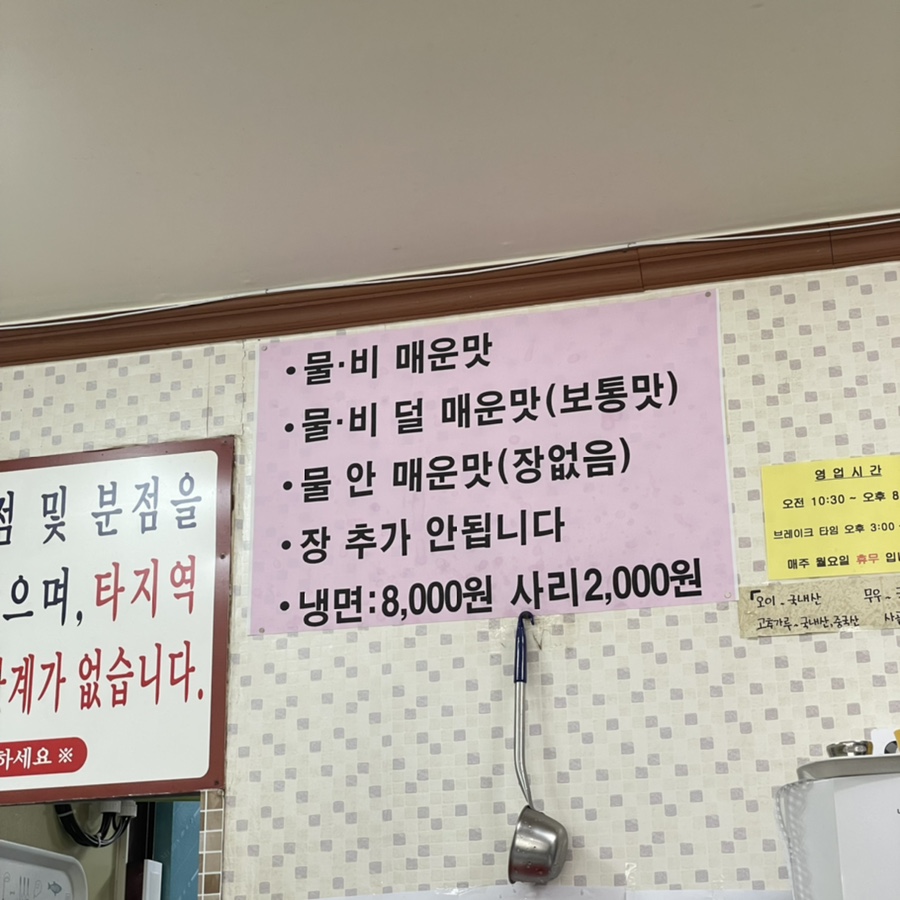 점 및 분점을
으며, 타지역
계가 없습니다.
하세요 ※
• 물·비 매운맛
• 물·비 덜 매운맛(보통맛)
• 물 안 매운맛(장없음)
• 장 추가 안됩니다
• 냉면:8,000원 사리2,000원
영업시간
오전 10:30 ~ 오후 8
브레이크 타임 오후 3:00
매주 월요일 휴무 입
오이 - 국내산 무우 -
고춧가루 - 국내산, 중국산